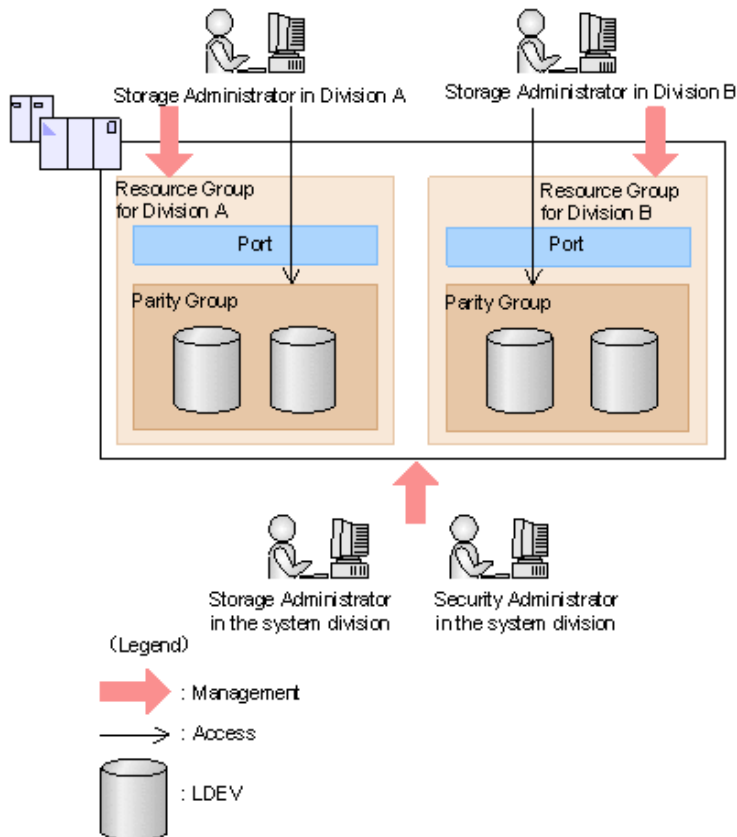 Storage Administrator in Division A
Storage Administrator in Division B
Resource Group
for Division A
Port
Parity Group
Resource Group
for Division B
Port
Parity Group
Storage Administrator
in the system division
Security Administrator
in the system division
(Legend)
: Management
: Access
: LDEV